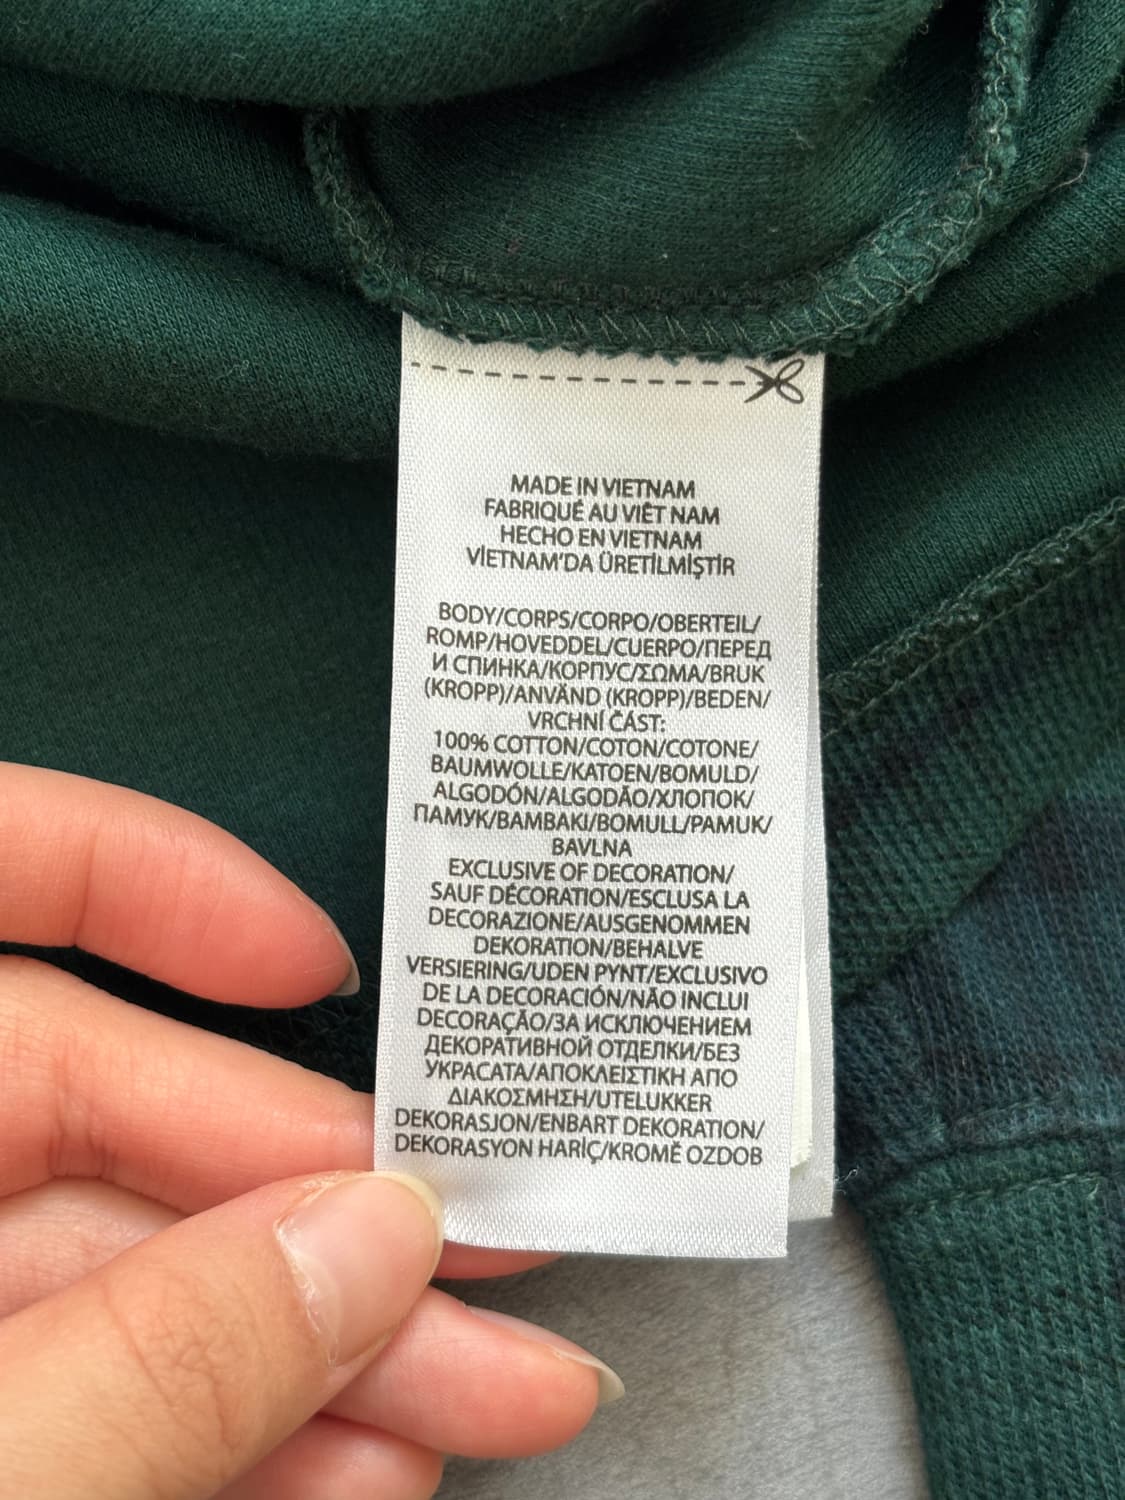 MADE IN VIETNAM
FABRIQUÉ AU VIÊT NAM
HECHO EN VIETNAM
VİETNAM'DA ÜRETİLMİŞTİR
BODY/CORPS/CORPO/OBERTEIL/
ROMP/HOVEDDEL/CUERPO/ПЕРЕД
И СПИНКА/КОРПУС/ΣΩΜΑ/BRUK
(KROPP)/ANVÄND (KROPP)/BEDEN/
VRCHNÍ ČÁST:
100% COTTON/COTON/COTONE/
BAUMWOLLE/KATOEN/BOMULD/
ALGODÓN/ALGODÃO/ХЛОПОК/
ПАМУК/ΒΑΜΒΑΚΙ/BOMULL/PAMUK/
BAVLNA
EXCLUSIVE OF DECORATION/
SAUF DÉCORATION/ESCLUSA LA
DECORAZIONE/AUSGENOMMEN
DEKORATION/BEHALVE
VERSIERING/UDEN PYNT/EXCLUSIVO
DE LA DECORACIÓN/NÃO INCLUI
DECORAÇÃO/ЗА ИСКЛЮЧЕНИЕМ
ДЕКОРАТИВНОЙ ОТДЕЛКИ/БЕЗ
УКРАСАТА/ΑΠΟΚΛΕΙΣΤΙΚΗ ΑΠΟ
ΔΙΑΚΟΣΜΗΣΗ/UTELUKKER
DEKORASJON/ENBART DEKORATION/
DEKORASYON HARİÇ/KROMĚ OZDOB